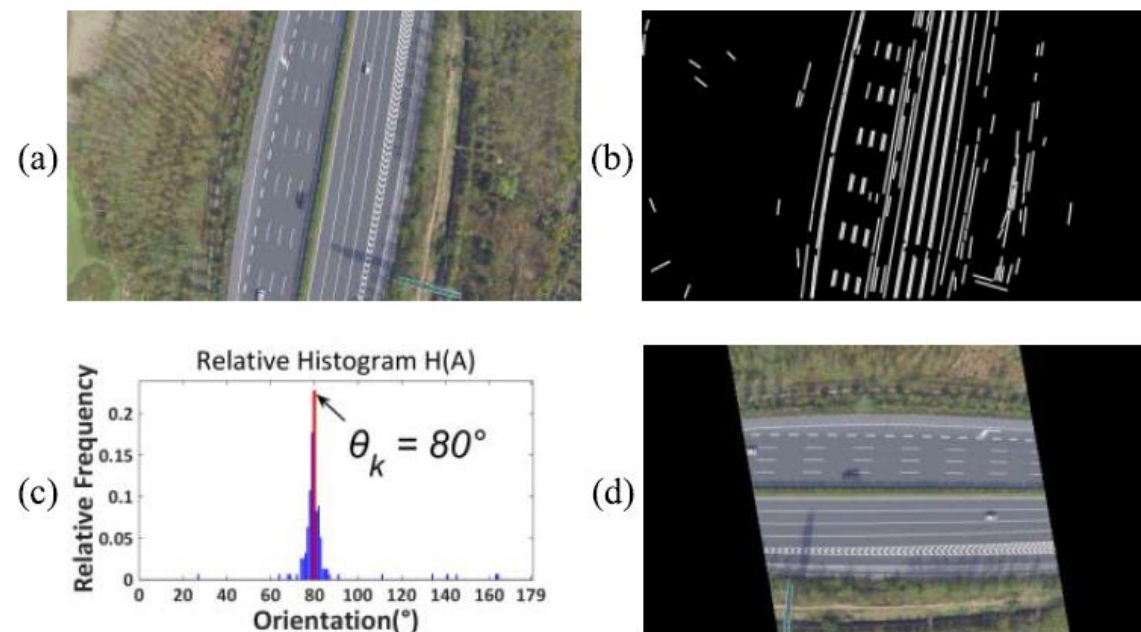 (a)
(b)
Relative Histogram H(A)
Relative Frequency
0.2
0.15
0.1
0.05
0
θk = 80°
0 20 40 60 80 100 120 140 160 179
Orientation(°)
(c)
(d)